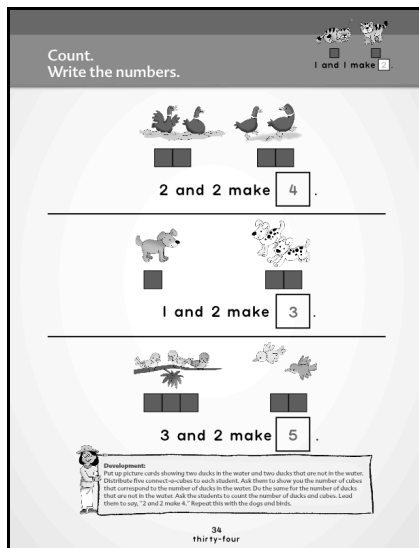 Count.
Write the numbers.
1 and 1 make 2.
2 and 2 make 4.
1 and 2 make 3.
3 and 2 make 5.
Development:
Put up picture cards showing two ducks in the water and two ducks that are not in the water.
Distribute five connect-a-cubes to each student. Ask them to show you the number of cubes
that correspond to the number of ducks in the water. Do the same for the number of ducks
that are not in the water. Ask the students to count the number of ducks and cubes. Lead
them to say, "2 and 2 make 4." Repeat this with the dogs and birds.
34
thirty-four